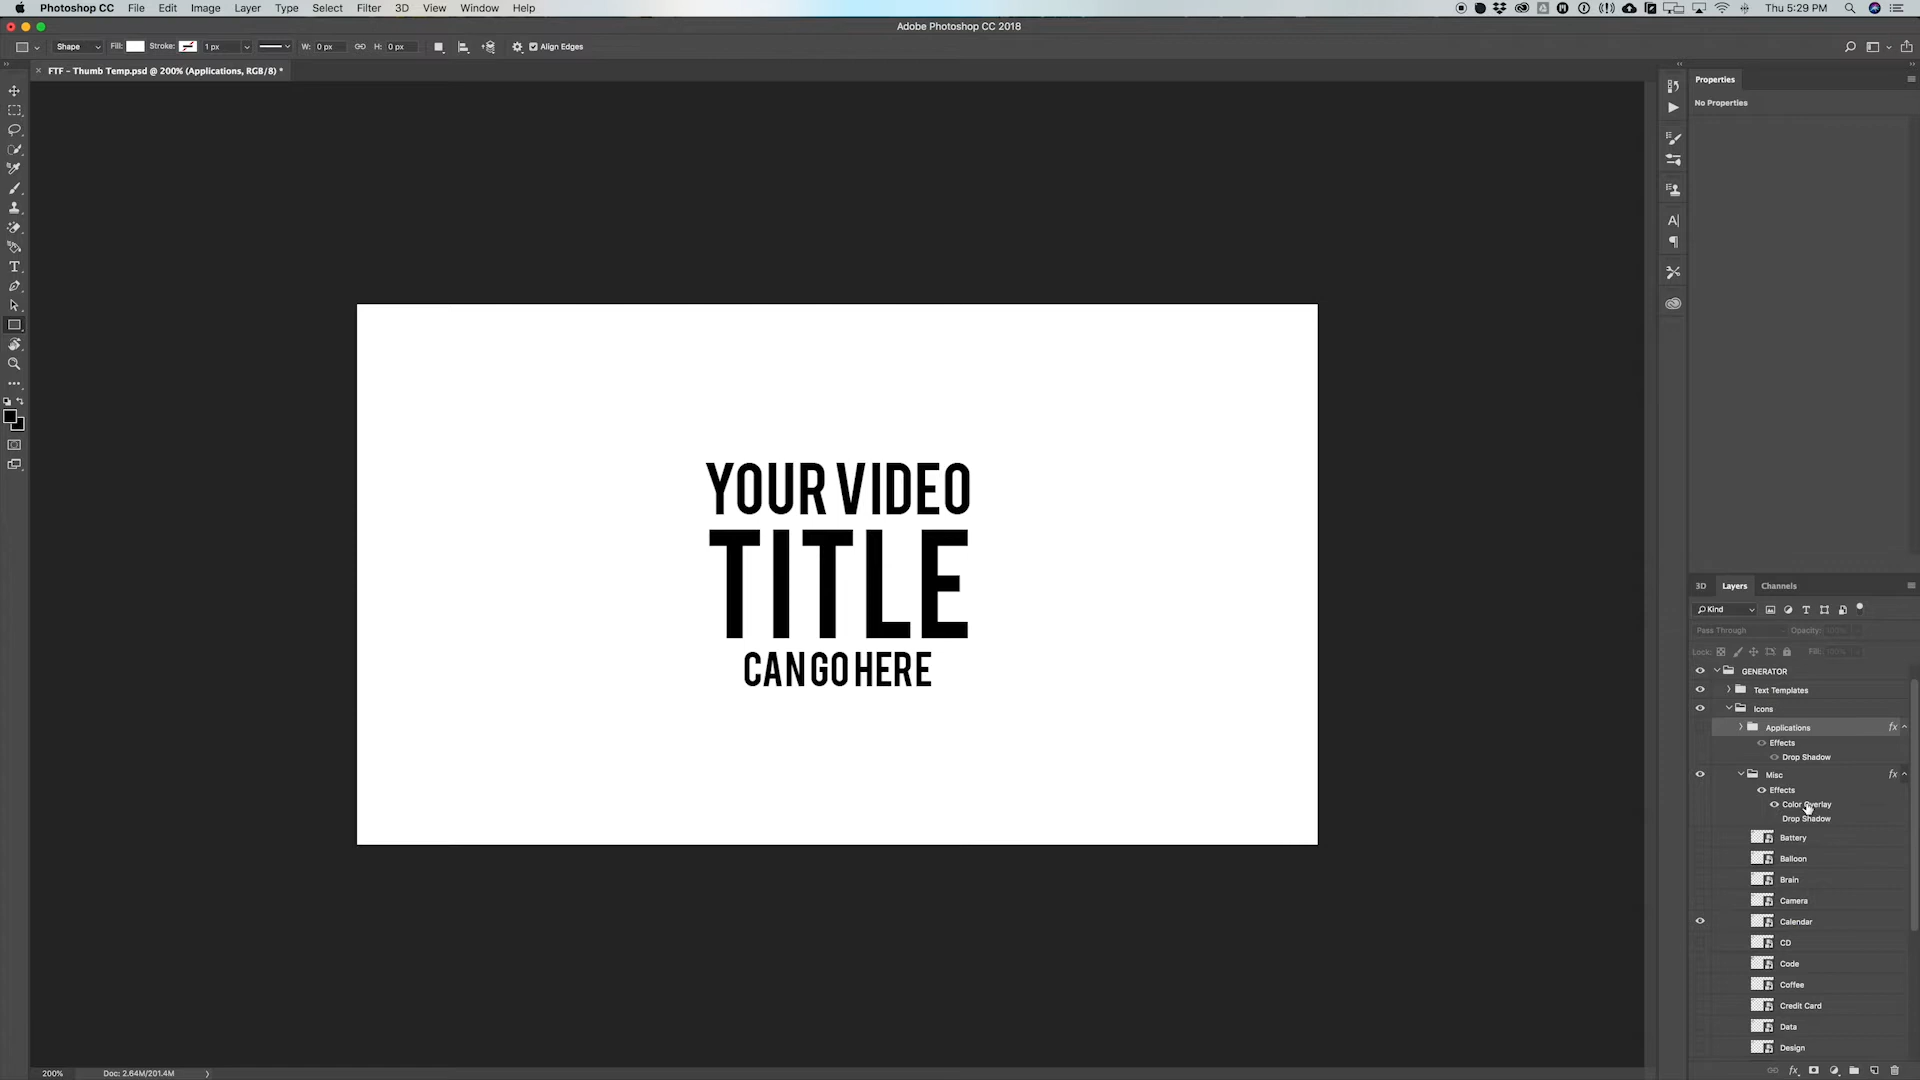 Photoshop CC File Edit Image Layer Type Select Filter 3D View Window Help Thu 5:29 PM
Adobe Photoshop CC 2018
Shape Fill: Stroke: 1 px W: 0 px H: 0 px Align Edges
FTF - Thumb Temp.psd @ 200% (Applications, RGB/8) *
Properties
No Properties
YOUR VIDEO
TITLE
CAN GO HERE
3D Layers Channels
Kind
Pass Through Opacity: 100%
Lock: Fill: 100%
GENERATOR
Text Templates
Icons
Applications fx
Effects
Drop Shadow
Misc fx
Effects
Color Overlay
Drop Shadow
Battery
Balloon
Brain
Camera
Calendar
CD
Code
Coffee
Credit Card
Data
Design
200% Doc: 2.64M/201.4M